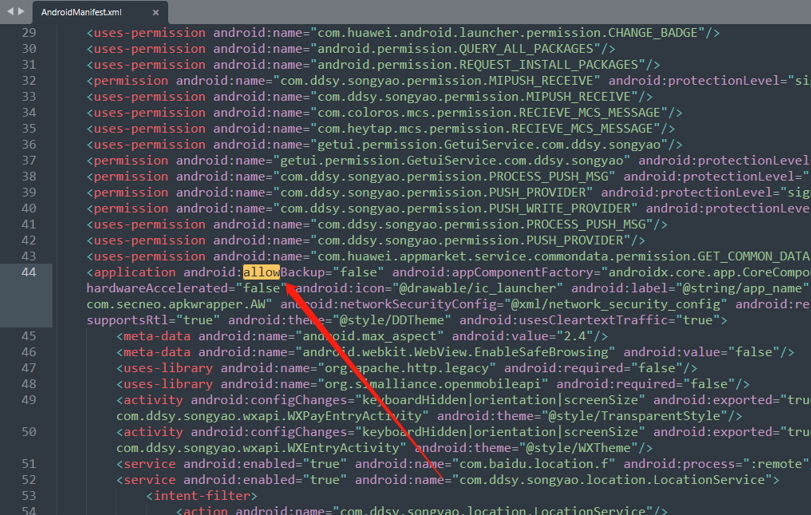 AndroidManifest.xml ×
29 <uses-permission android:name="com.huawei.android.launcher.permission.CHANGE_BADGE"/>
30 <uses-permission android:name="android.permission.QUERY_ALL_PACKAGES"/>
31 <uses-permission android:name="android.permission.REQUEST_INSTALL_PACKAGES"/>
32 <permission android:name="com.ddsy.songyao.permission.MIPUSH_RECEIVE" android:protectionLevel="sig
33 <uses-permission android:name="com.ddsy.songyao.permission.MIPUSH_RECEIVE"/>
34 <uses-permission android:name="com.coloros.mcs.permission.RECIEVE_MCS_MESSAGE"/>
35 <uses-permission android:name="com.heytap.mcs.permission.RECIEVE_MCS_MESSAGE"/>
36 <uses-permission android:name="getui.permission.GetuiService.com.ddsy.songyao"/>
37 <permission android:name="getui.permission.GetuiService.com.ddsy.songyao" android:protectionLevel=
38 <permission android:name="com.ddsy.songyao.permission.PROCESS_PUSH_MSG" android:protectionLevel="s
39 <permission android:name="com.ddsy.songyao.permission.PUSH_PROVIDER" android:protectionLevel="sig
40 <permission android:name="com.ddsy.songyao.permission.PUSH_WRITE_PROVIDER" android:protectionLevel
41 <uses-permission android:name="com.ddsy.songyao.permission.PROCESS_PUSH_MSG"/>
42 <uses-permission android:name="com.ddsy.songyao.permission.PUSH_PROVIDER"/>
43 <uses-permission android:name="com.huawei.appmarket.service.commondata.permission.GET_COMMON_DATA
44 <application android:allowBackup="false" android:appComponentFactory="androidx.core.app.CoreCompo
hardwareAccelerated="false" android:icon="@drawable/ic_launcher" android:label="@string/app_name"
com.secneo.apkwrapper.AW" android:networkSecurityConfig="@xml/network_security_config" android:re
supportsRtl="true" android:theme="@style/DDTheme" android:usesCleartextTraffic="true">
45 <meta-data android:name="android.max_aspect" android:value="2.4"/>
46 <meta-data android:name="android.webkit.WebView.EnableSafeBrowsing" android:value="false"/>
47 <uses-library android:name="org.apache.http.legacy" android:required="false"/>
48 <uses-library android:name="org.simalliance.openmobileapi" android:required="false"/>
49 <activity android:configChanges="keyboardHidden|orientation|screenSize" android:exported="true"
com.ddsy.songyao.wxapi.WXPayEntryActivity" android:theme="@style/TransparentStyle"/>
50 <activity android:configChanges="keyboardHidden|orientation|screenSize" android:exported="true"
com.ddsy.songyao.wxapi.WXEntryActivity" android:theme="@style/WXTheme"/>
51 <service android:enabled="true" android:name="com.baidu.location.f" android:process=":remote"
52 <service android:enabled="true" android:name="com.ddsy.songyao.location.LocationService">
53 <intent-filter>
54 <action android:name="com.ddsy.songyao.location.LocationService"/>